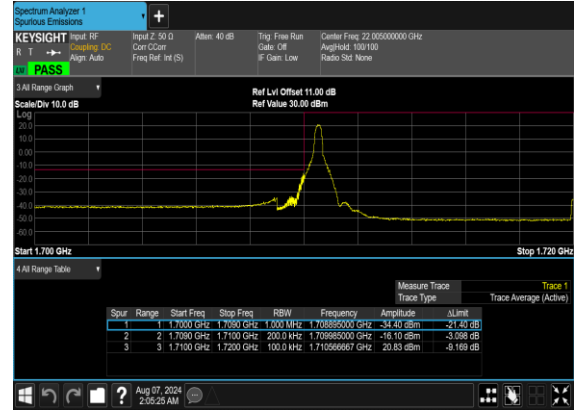 Spectrum Analyzer 1
Spurious Emissions
KEYSIGHT Input: RF Input Z: 50 Ω Atten: 40 dB Trig: Free Run Center Freq: 22.005000000 GHz
R T Coupling: DC Corr CCorr Gate: Off Avg|Hold: 100/100
Align: Auto Freq Ref: Int (S) IF Gain: Low Radio Std: None
PASS
3 All Range Graph
Ref Lvl Offset 11.00 dB
Scale/Div 10.0 dB Ref Value 30.00 dBm
Log
20.0
10.0
0.00
-10.0
-20.0
-30.0
-40.0
-50.0
-60.0
Start 1.700 GHz Stop 1.720 GHz
4 All Range Table
Measure Trace Trace 1
Trace Type Trace Average (Active)
Spur Range Start Freq Stop Freq RBW Frequency Amplitude ΔLimit
1 1 1.7000 GHz 1.7090 GHz 1.000 MHz 1.708895000 GHz -34.40 dBm -21.40 dB
2 2 1.7090 GHz 1.7100 GHz 200.0 kHz 1.709985000 GHz -16.10 dBm -3.098 dB
3 3 1.7100 GHz 1.7200 GHz 100.0 kHz 1.710566667 GHz 20.83 dBm -9.169 dB
Aug 07, 2024
2:05:25 AM